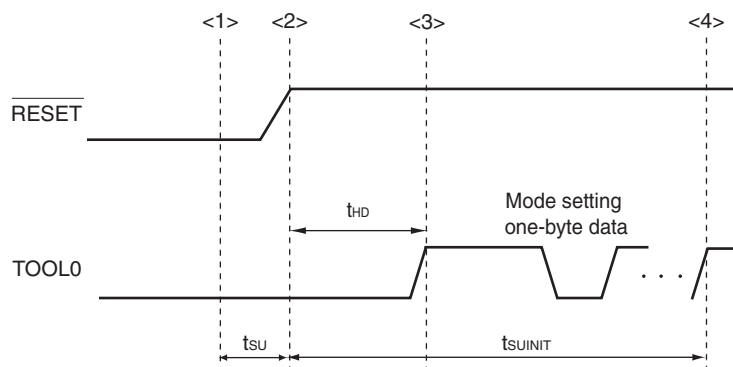 <1> <2> <3> <4>
RESET
tHD
Mode setting
one-byte data
TOOL0
. . .
tSU
tSUINIT